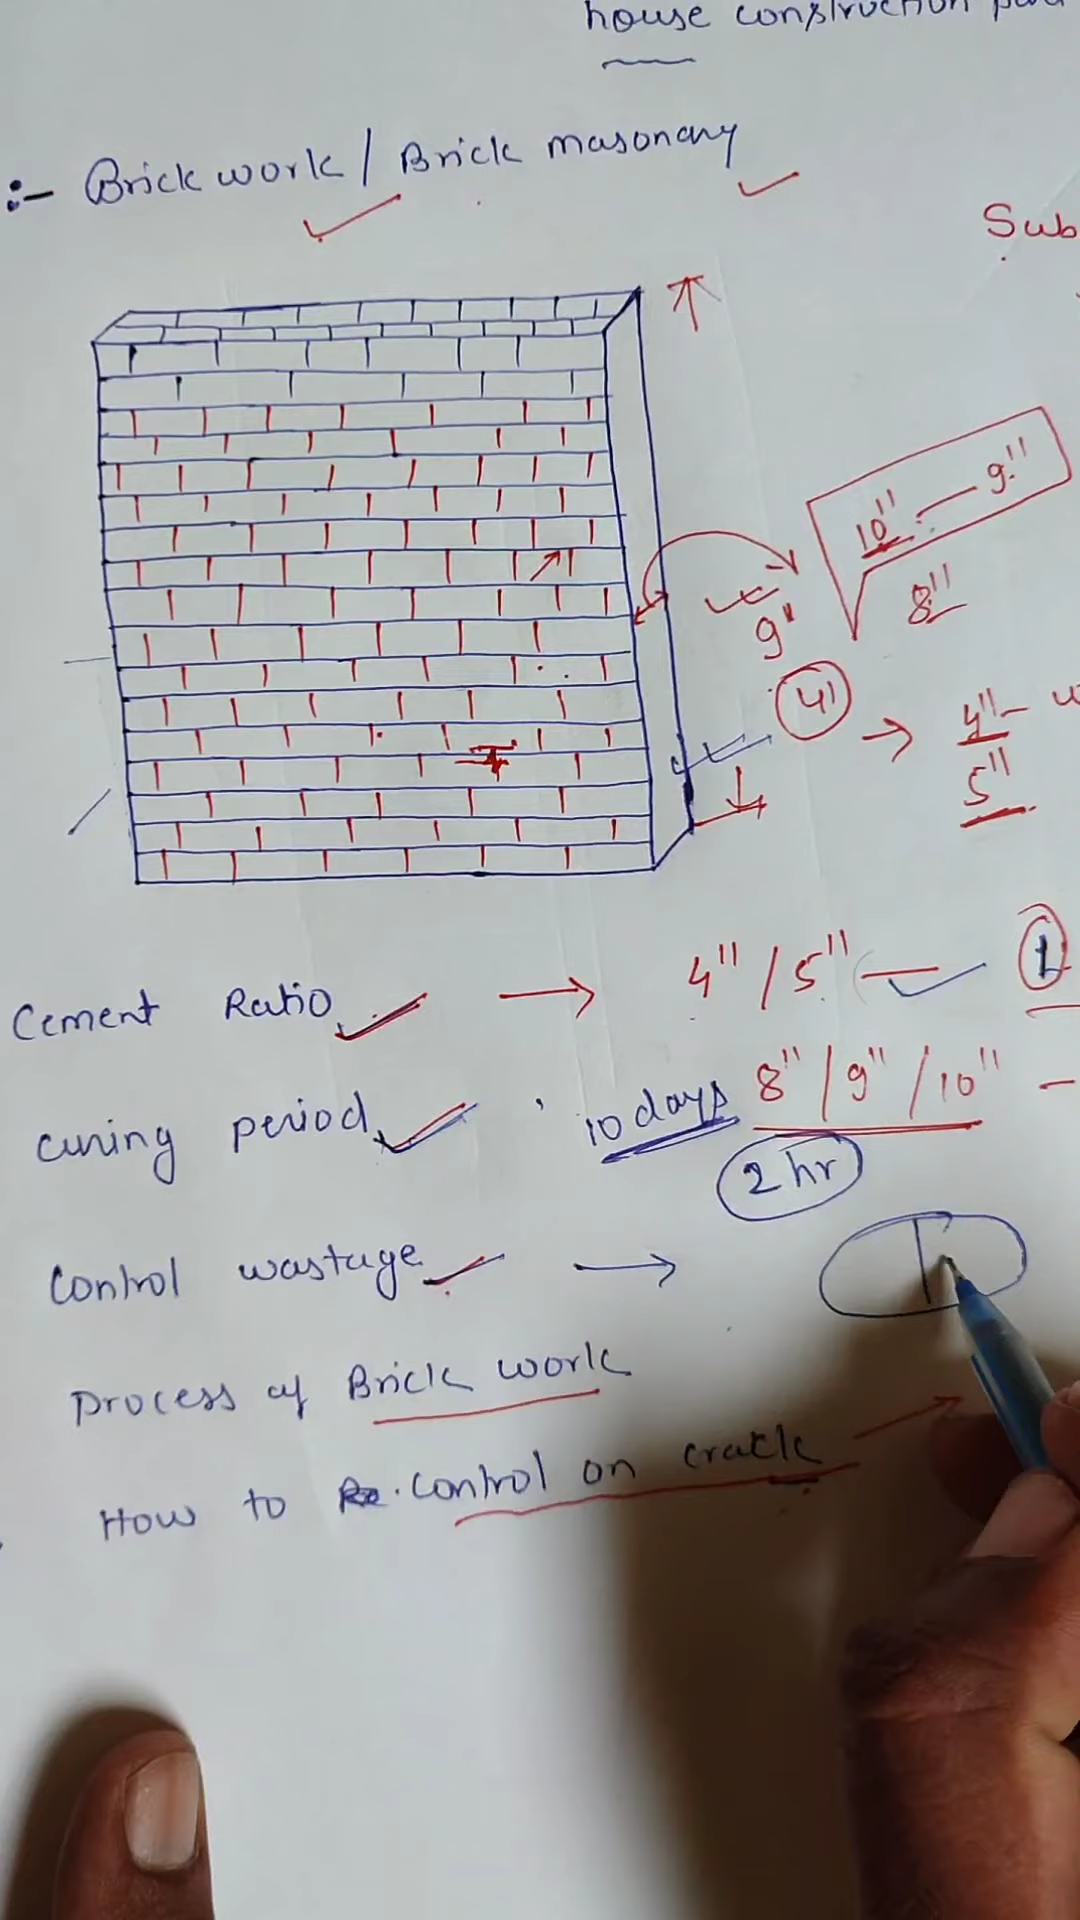 house construction
:- Brick work / Brick masonary
Sub
10" — 9"
8"
9"
4'
4" –
5"
Cement Ratio → 4" / 5" —
curing period 10 days 8" / 9" / 10" –
2 hr
Control wastage →
Process of Brick work
How to control on crack